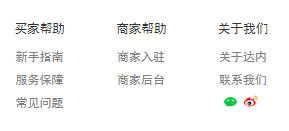 买家帮助 商家帮助 关于我们
新手指南 商家入驻 关于达内
服务保障 商家后台 联系我们
常见问题